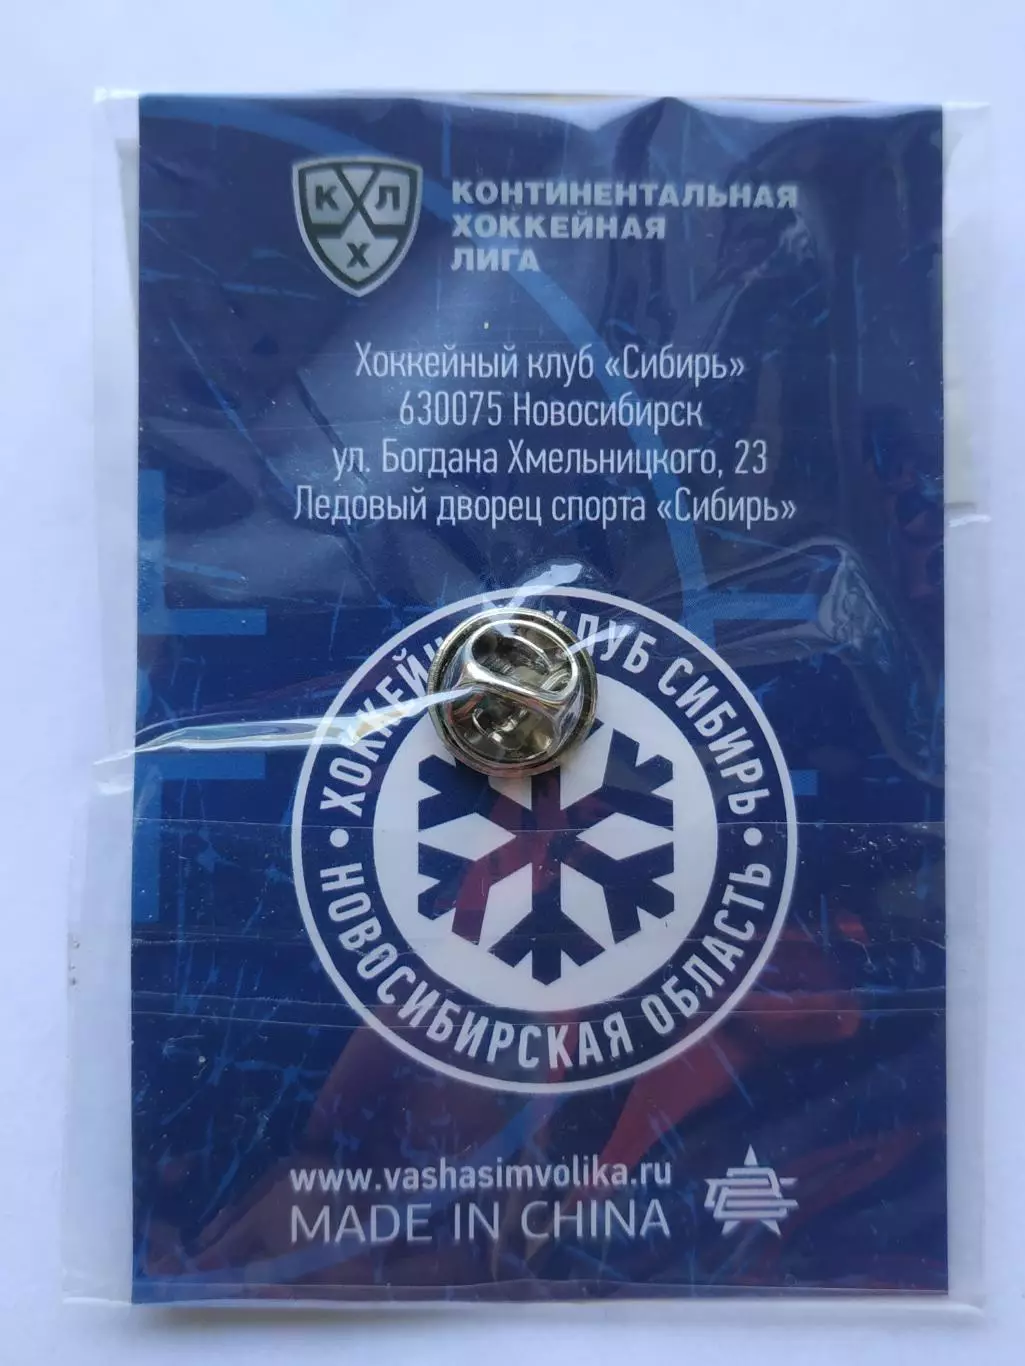 КХЛ
КОНТИНЕНТАЛЬНАЯ
ХОККЕЙНАЯ
ЛИГА
Хоккейный клуб «Сибирь»
630075 Новосибирск
ул. Богдана Хмельницкого, 23
Ледовый дворец спорта «Сибирь»
КЛУБ СИБИРЬ
• НОВОСИБИРСКАЯ ОБЛАСТЬ •
www.vashasimvolika.ru
MADE IN CHINA